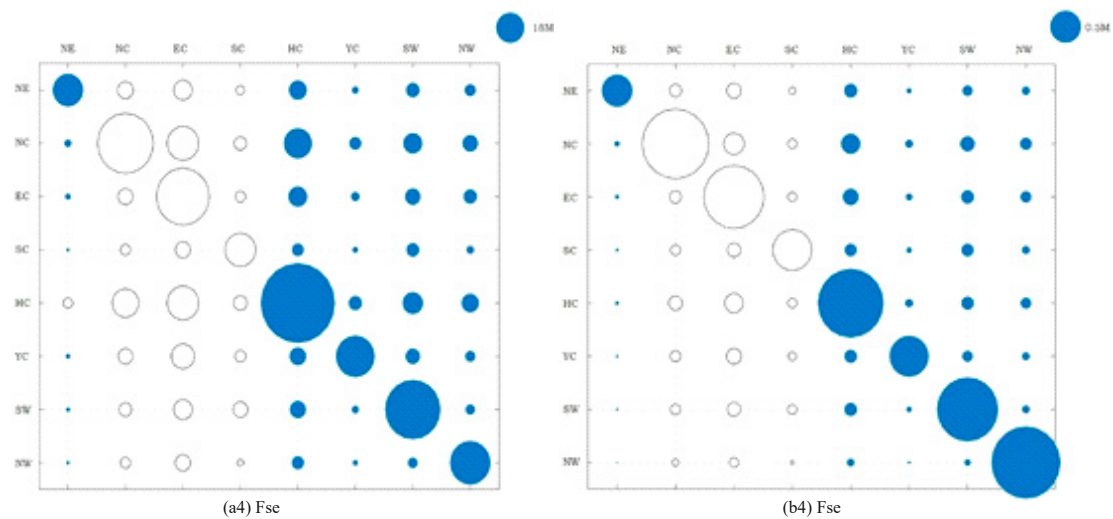 18M
0.5M
NE NC EC SC HC YC SW NW
NE NC EC SC HC YC SW NW
NE
NC
EC
SC
HC
YC
SW
NW
NE
NC
EC
SC
HC
YC
SW
NW
(a4) Fse
(b4) Fse